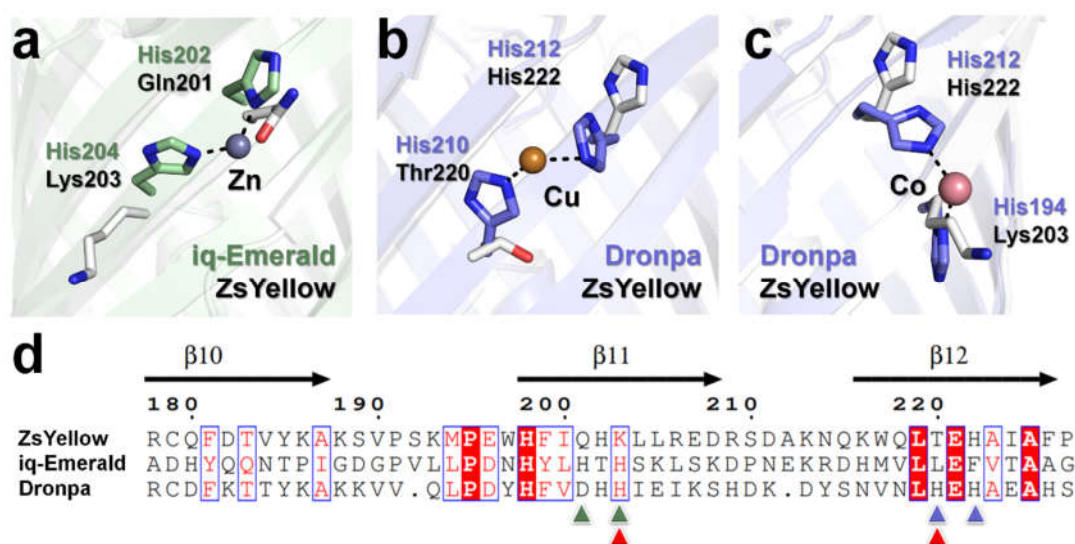 a
His202
Gln201
His204
Lys203
Zn
iq-Emerald
ZsYellow
b
His212
His222
His210
Thr220
Cu
Dronpa
ZsYellow
c
His212
His222
Co
His194
Lys203
Dronpa
ZsYellow
d
β10 β11 β12
180 190 200 210 220
ZsYellow RCQFDTVYKAKSVPSKMPEWHFIQHKLLREDRSDAKNQKWQLTEHAIAFP
iq-Emerald ADHYQQNTPIGDGPVLLPDNHYLHTHSKLSKDPNEKRDHMVLLEFVTAAG
Dronpa RCDFKTTYKAKKVV.QLPDYHFVDHHIEIKSHDK.DYSNVNLHEHAEAHS